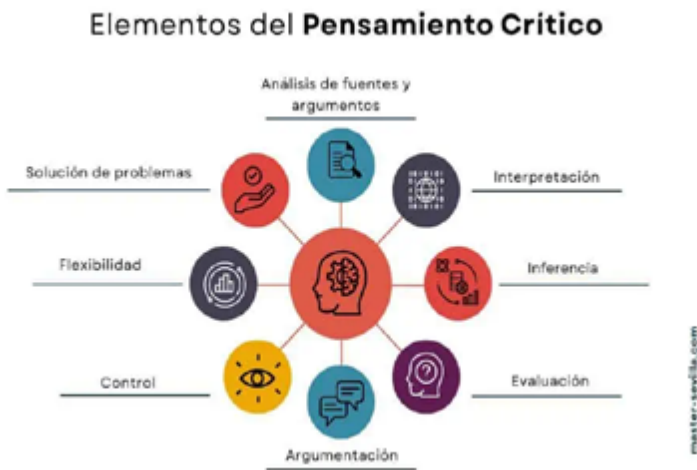 Elementos del Pensamiento Crítico
Análisis de fuentes y
argumentos
Solución de problemas
Interpretación
Flexibilidad
Inferencia
Control
Evaluación
Argumentación
master-sevilla.com